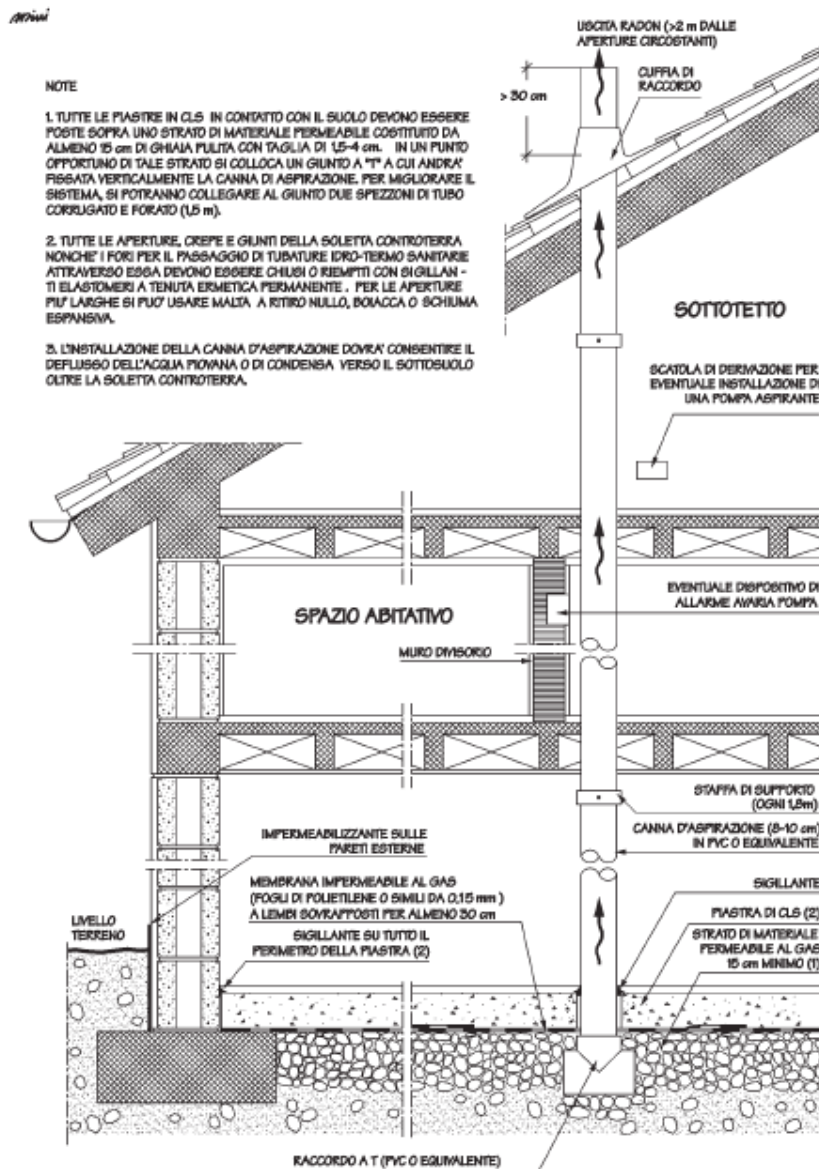 USCITA RADON (>2 m DALLE
APERTURE CIRCOSTANTI)
CUFFIA DI
RACCORDO
> 30 cm
NOTE
1. TUTTE LE PIASTRE IN CLS IN CONTATTO CON IL SUOLO DEVONO ESSERE
POSTE SOPRA UNO STRATO DI MATERIALE PERMEABILE COSTITUITO DA
ALMENO 15 cm DI GHIAIA PULITA CON TAGLIA DI 1,5-4 cm. IN UN PUNTO
OPPORTUNO DI TALE STRATO SI COLLOCA UN GIUNTO A "T" A CUI ANDRA'
FISSATA VERTICALMENTE LA CANNA DI ASPIRAZIONE. PER MIGLIORARE IL
SISTEMA, SI POTRANNO COLLEGARE AL GIUNTO DUE SPEZZONI DI TUBO
CORRUGATO E FORATO (1,5 m).
2. TUTTE LE APERTURE, CREPE E GIUNTI DELLA SOLETTA CONTROTERRA
NONCHE' I FORI PER IL PASSAGGIO DI TUBATURE IDRO-TERMO SANITARIE
ATTRAVERSO ESSA DEVONO ESSERE CHIUSI O RIEMPITI CON SIGILLAN -
TI ELASTOMERI A TENUTA ERMETICA PERMANENTE . PER LE APERTURE
PIU' LARGHE SI PUO' USARE MALTA A RITIRO NULLO, BOIACCA O SCHIUMA
ESPANSIVA.
3. L'INSTALLAZIONE DELLA CANNA D'ASPIRAZIONE DOVRA' CONSENTIRE IL
DEFLUSSO DELL'ACQUA PIOVANA O DI CONDENSA VERSO IL SOTTOSUOLO
OLTRE LA SOLETTA CONTROTERRA.
SOTTOTETTO
SCATOLA DI DERIVAZIONE PER
EVENTUALE INSTALLAZIONE DI
UNA POMPA ASPIRANTE
EVENTUALE DISPOSITIVO DI
ALLARME AVARIA POMPA
SPAZIO ABITATIVO
MURO DIVISORIO
STAFFA DI SUPPORTO
(OGNI 1,8m)
CANNA D'ASPIRAZIONE (8-10 cm)
IN PVC O EQUIVALENTE
IMPERMEABILIZZANTE SULLE
PARETI ESTERNE
MEMBRANA IMPERMEABILE AL GAS
(FOGLI DI POLIETILENE O SIMILI DA 0,15 mm )
A LEMBI SOVRAPPOSTI PER ALMENO 30 cm
SIGILLANTE
PIASTRA DI CLS (2)
LIVELLO
TERRENO
SIGILLANTE SU TUTTO IL
PERIMETRO DELLA PIASTRA (2)
STRATO DI MATERIALE
PERMEABILE AL GAS
15 cm MINIMO (1)
RACCORDO A T (PVC O EQUIVALENTE)